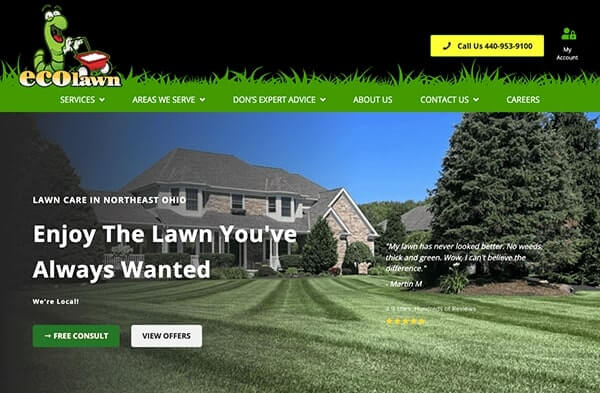 ecolawn
Call Us 440-953-9100
My
Account
SERVICES
AREAS WE SERVE
DON'S EXPERT ADVICE
ABOUT US
CONTACT US
CAREERS
LAWN CARE IN NORTHEAST OHIO
Enjoy The Lawn You've
Always Wanted
We're Local!
→ FREE CONSULT
VIEW OFFERS
"My lawn has never looked better. No weeds,
thick and green. Wow, I can't believe the
difference."
- Martin M
Stars, Hundreds of Reviews